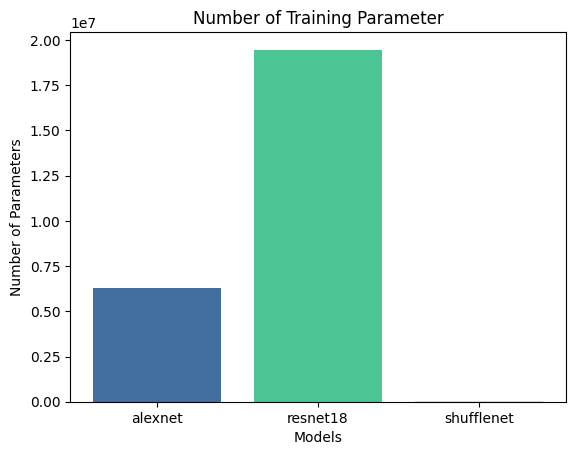 Number of Training Parameter
1e7
2.00
1.75
1.50
1.25
1.00
0.75
0.50
0.25
0.00
Number of Parameters
alexnet resnet18 shufflenet
Models